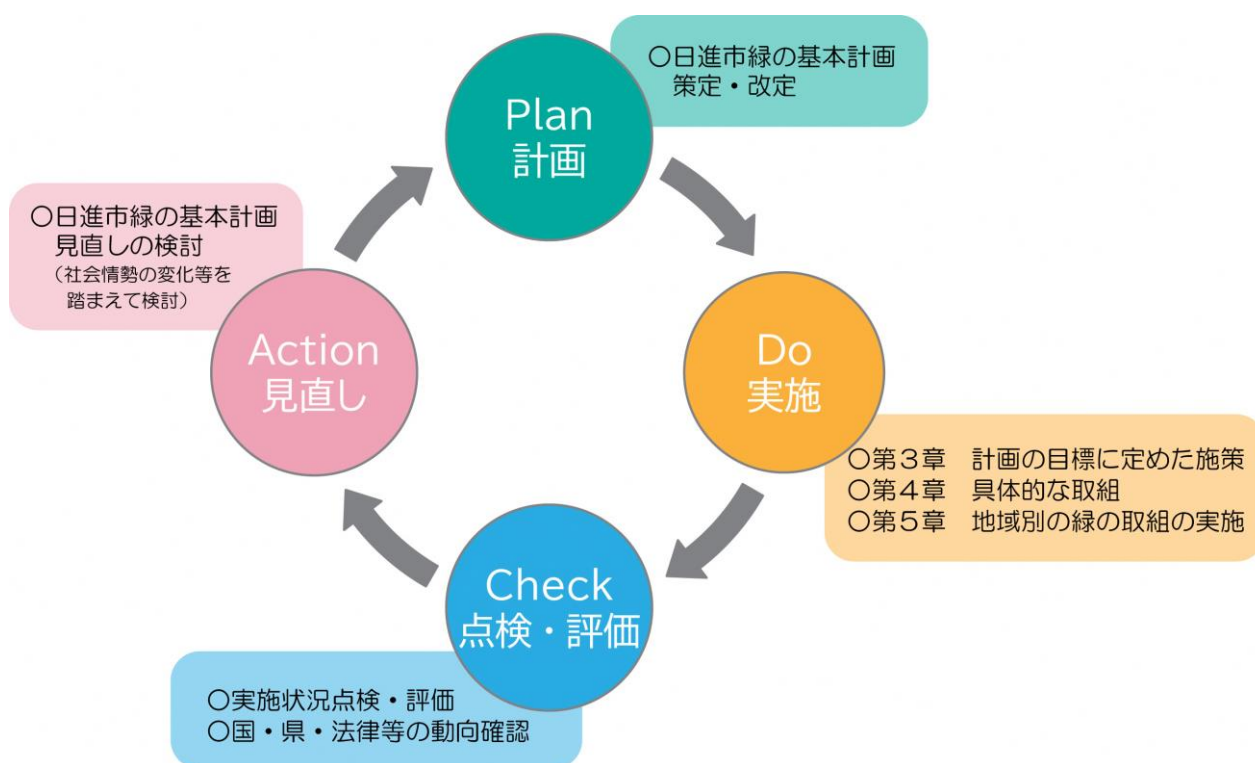 Plan
計画
○日進市緑の基本計画
策定・改定
Do
実施
○第3章 計画の目標に定めた施策
○第4章 具体的な取組
○第5章 地域別の緑の取組の実施
Check
点検・評価
○実施状況点検・評価
○国・県・法律等の動向確認
Action
見直し
○日進市緑の基本計画
見直しの検討
（社会情勢の変化等を
踏まえて検討）